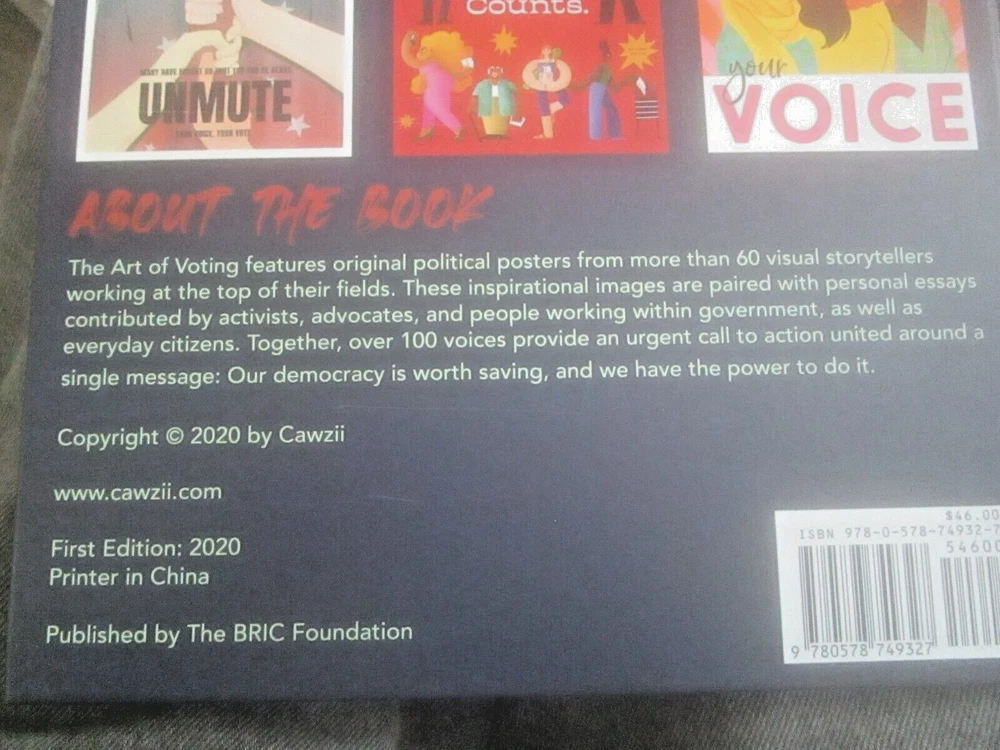 Counts.
your
VOICE
UNMUTE
YOUR VOICE, YOUR VOTE
ABOUT THE BOOK
The Art of Voting features original political posters from more than 60 visual storytellers
working at the top of their fields. These inspirational images are paired with personal essays
contributed by activists, advocates, and people working within government, as well as
everyday citizens. Together, over 100 voices provide an urgent call to action united around a
single message: Our democracy is worth saving, and we have the power to do it.
Copyright © 2020 by Cawzii
www.cawzii.com
First Edition: 2020
Printer in China
Published by The BRIC Foundation
$46.00
ISBN 978-0-578-74932-7
54600
9 780578 749327